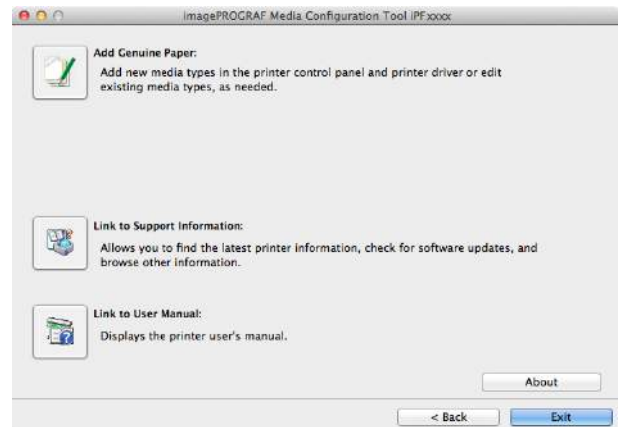 imagePROGRAF Media Configuration Tool iPFxxxx
Add Genuine Paper:
Add new media types in the printer control panel and printer driver or edit
existing media types, as needed.
Link to Support Information:
Allows you to find the latest printer information, check for software updates, and
browse other information.
Link to User Manual:
Displays the printer user's manual.
About
< Back
Exit